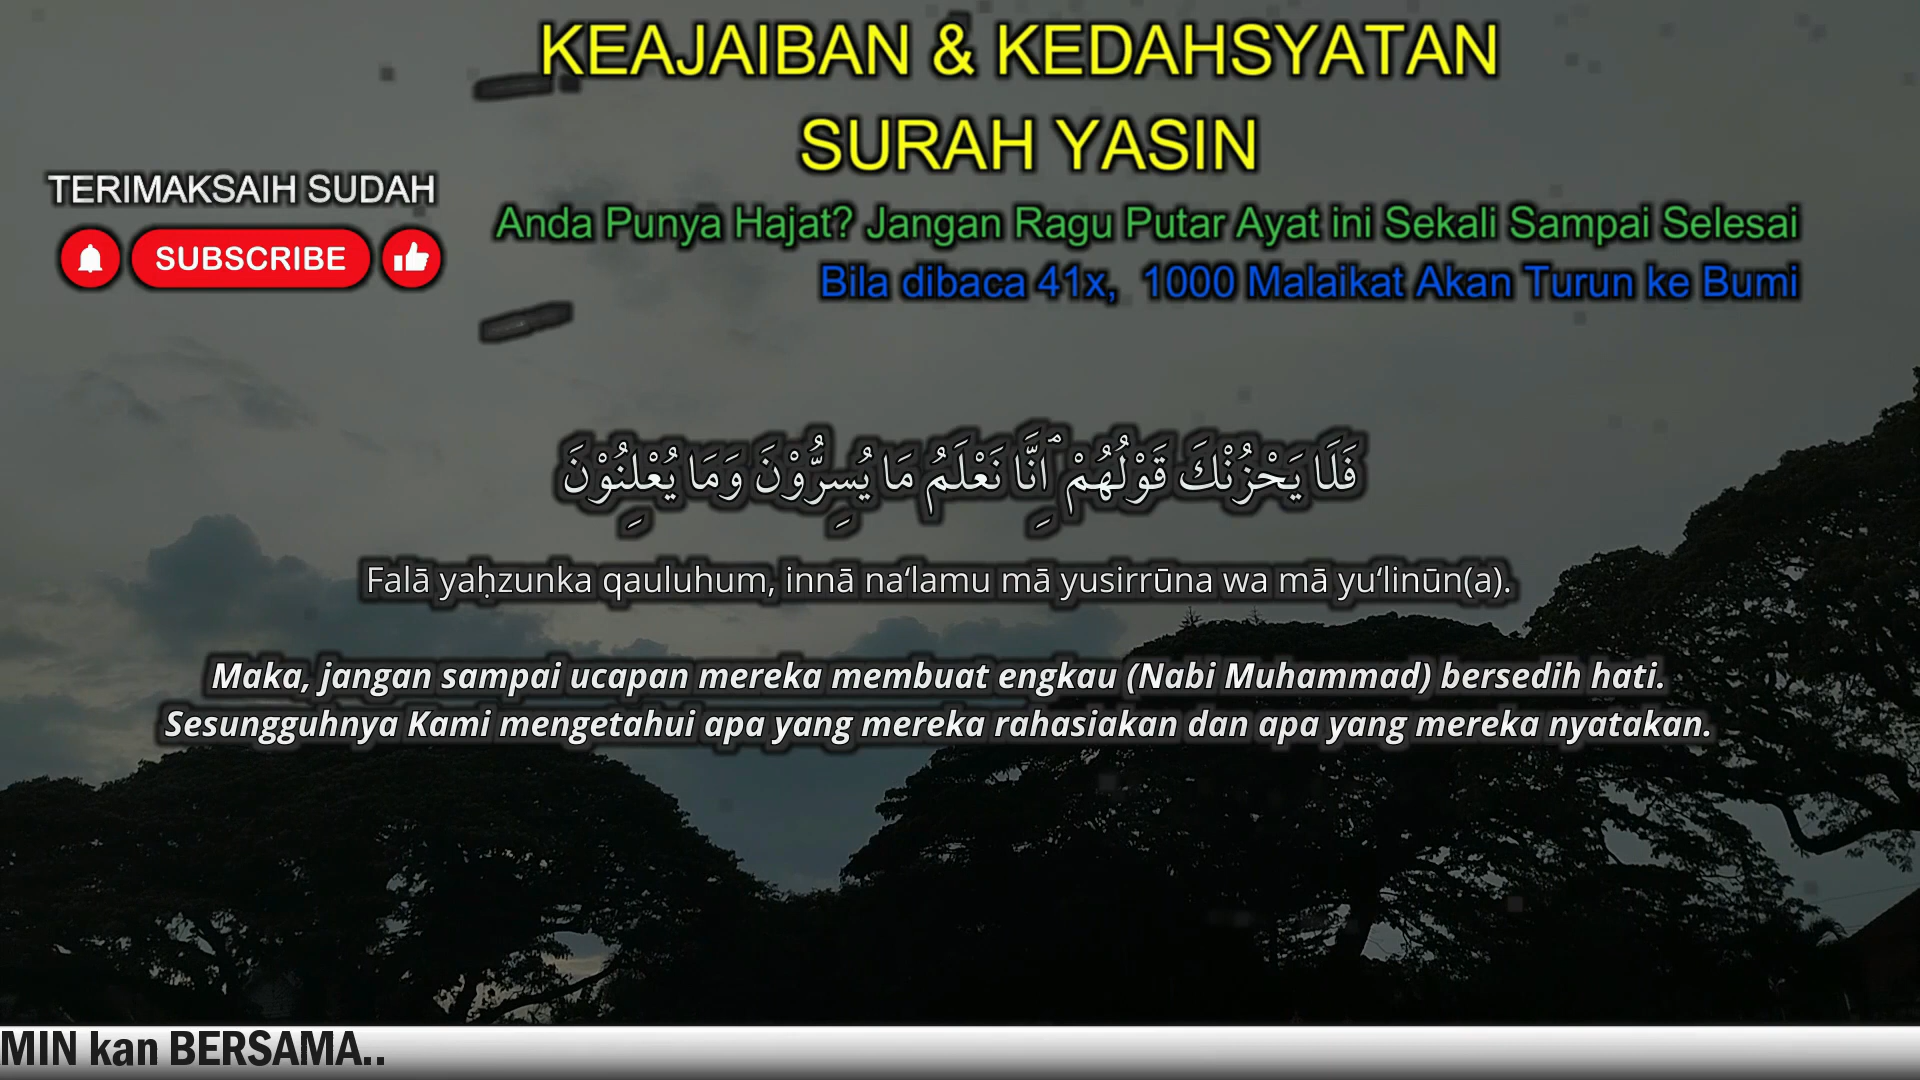 KEAJAIBAN & KEDAHSYATAN
SURAH YASIN
TERIMAKSAIH SUDAH
SUBSCRIBE
Anda Punya Hajat? Jangan Ragu Putar Ayat ini Sekali Sampai Selesai
Bila dibaca 41x, 1000 Malaikat Akan Turun ke Bumi
فَلَا يَحْزُنْكَ قَوْلُهُمْ ۘاِنَّا نَعْلَمُ مَا يُسِرُّوْنَ وَمَا يُعْلِنُوْنَ
Falā yaḥzunka qauluhum, innā na‘lamu mā yusirrūna wa mā yu‘linūn(a).
Maka, jangan sampai ucapan mereka membuat engkau (Nabi Muhammad) bersedih hati.
Sesungguhnya Kami mengetahui apa yang mereka rahasiakan dan apa yang mereka nyatakan.
MIN kan BERSAMA..